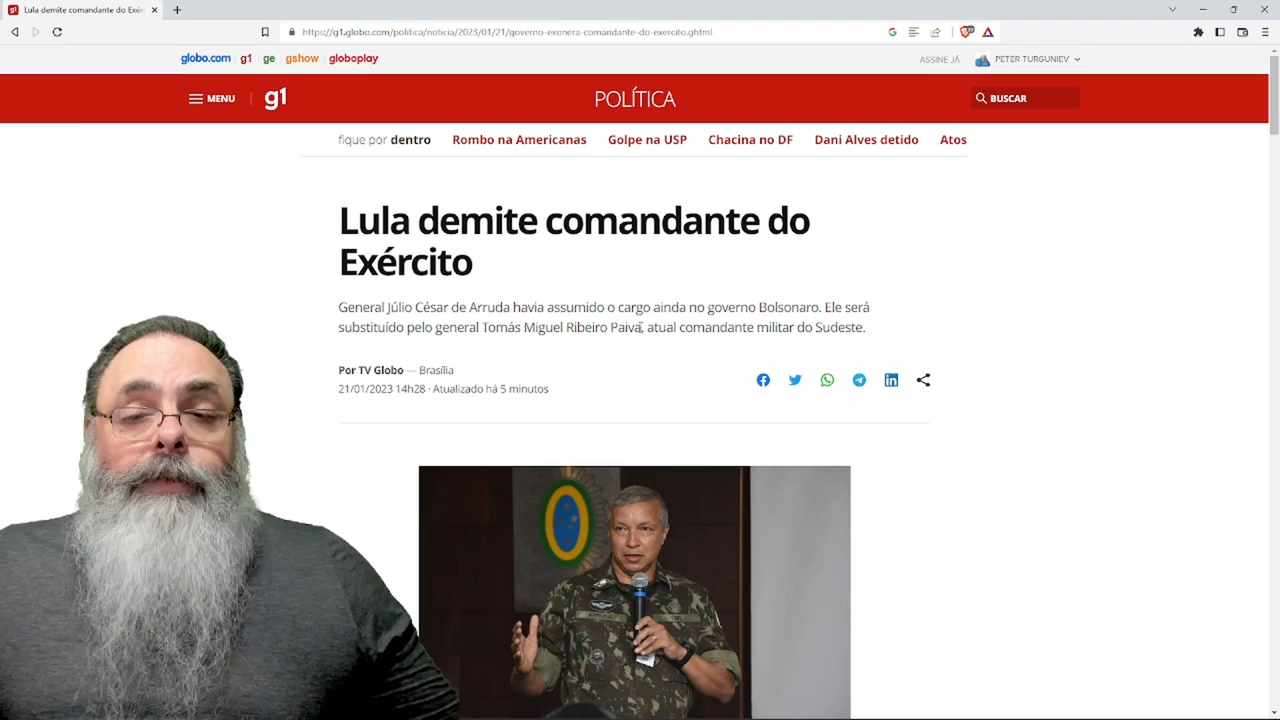 Lula demite comandante do Exér
https://g1.globo.com/politica/noticia/2023/01/21/governo-exonera-comandante-do-exercito.ghtml
globo.com g1 ge gshow globoplay
ASSINE JÁ PETER TURGUNIEV
MENU g1 POLÍTICA BUSCAR
fique por dentro Rombo na Americanas Golpe na USP Chacina no DF Dani Alves detido Atos
Lula demite comandante do
Exército
General Júlio César de Arruda havia assumido o cargo ainda no governo Bolsonaro. Ele será
substituído pelo general Tomás Miguel Ribeiro Paiva, atual comandante militar do Sudeste.
Por TV Globo — Brasília
21/01/2023 14h28 · Atualizado há 5 minutos